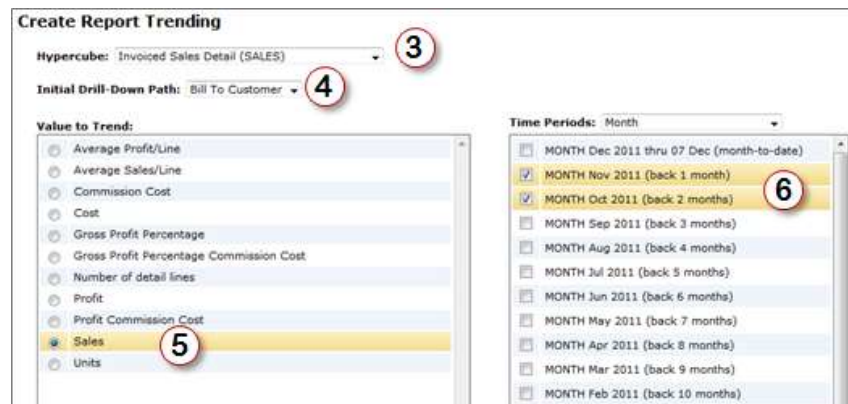 Create Report Trending
Hypercube: Invoiced Sales Detail (SALES)
3
Initial Drill-Down Path: Bill To Customer
4
Value to Trend:
Average Profit/Line
Average Sales/Line
Commission Cost
Cost
Gross Profit Percentage
Gross Profit Percentage Commission Cost
Number of detail lines
Profit
Profit Commission Cost
Sales
5
Units
Time Periods: Month
MONTH Dec 2011 thru 07 Dec (month-to-date)
MONTH Nov 2011 (back 1 month)
MONTH Oct 2011 (back 2 months)
6
MONTH Sep 2011 (back 3 months)
MONTH Aug 2011 (back 4 months)
MONTH Jul 2011 (back 5 months)
MONTH Jun 2011 (back 6 months)
MONTH May 2011 (back 7 months)
MONTH Apr 2011 (back 8 months)
MONTH Mar 2011 (back 9 months)
MONTH Feb 2011 (back 10 months)